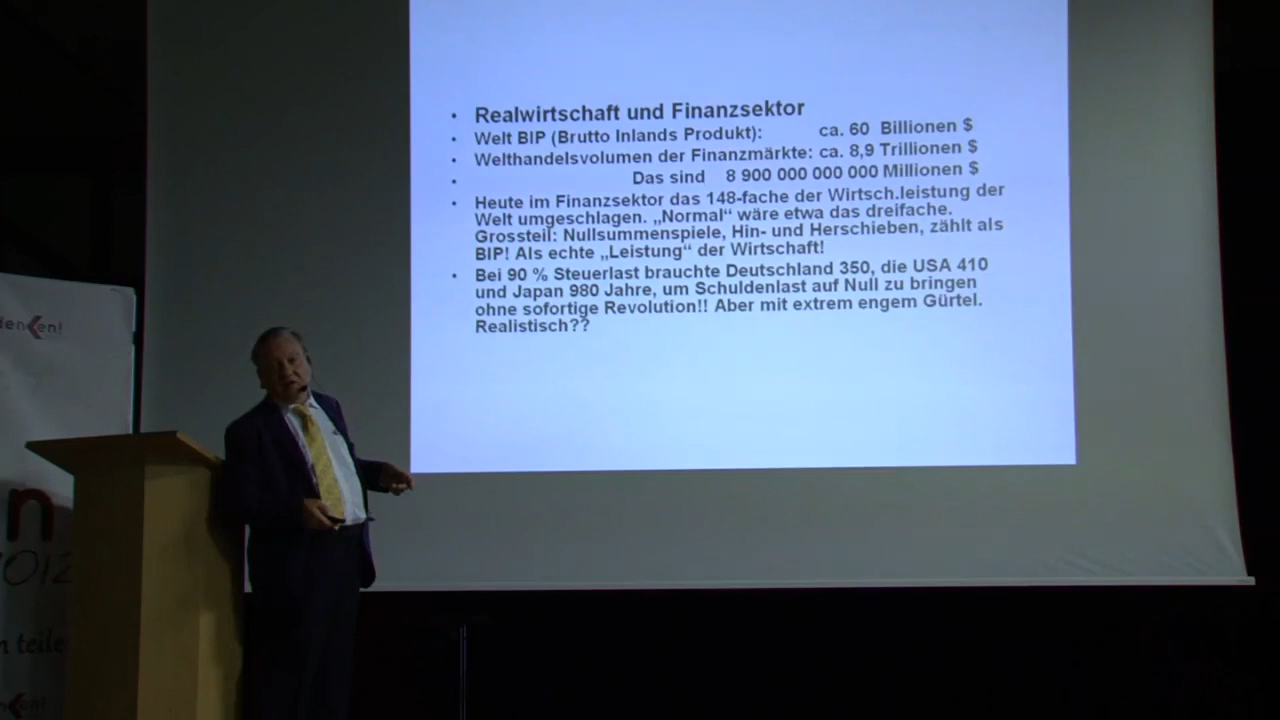 Realwirtschaft und Finanzsektor
Welt BIP (Brutto Inlands Produkt): ca. 60 Billionen $
Welthandelsvolumen der Finanzmärkte: ca. 8,9 Trillionen $
Das sind 8 900 000 000 000 Millionen $
Heute im Finanzsektor das 148-fache der Wirtsch.leistung der
Welt umgeschlagen. „Normal“ wäre etwa das dreifache.
Grossteil: Nullsummenspiele, Hin- und Herschieben, zählt als
BIP! Als echte „Leistung“ der Wirtschaft!
Bei 90 % Steuerlast brauchte Deutschland 350, die USA 410
und Japan 980 Jahre, um Schuldenlast auf Null zu bringen
ohne sofortige Revolution!! Aber mit extrem engem Gürtel.
Realistisch??